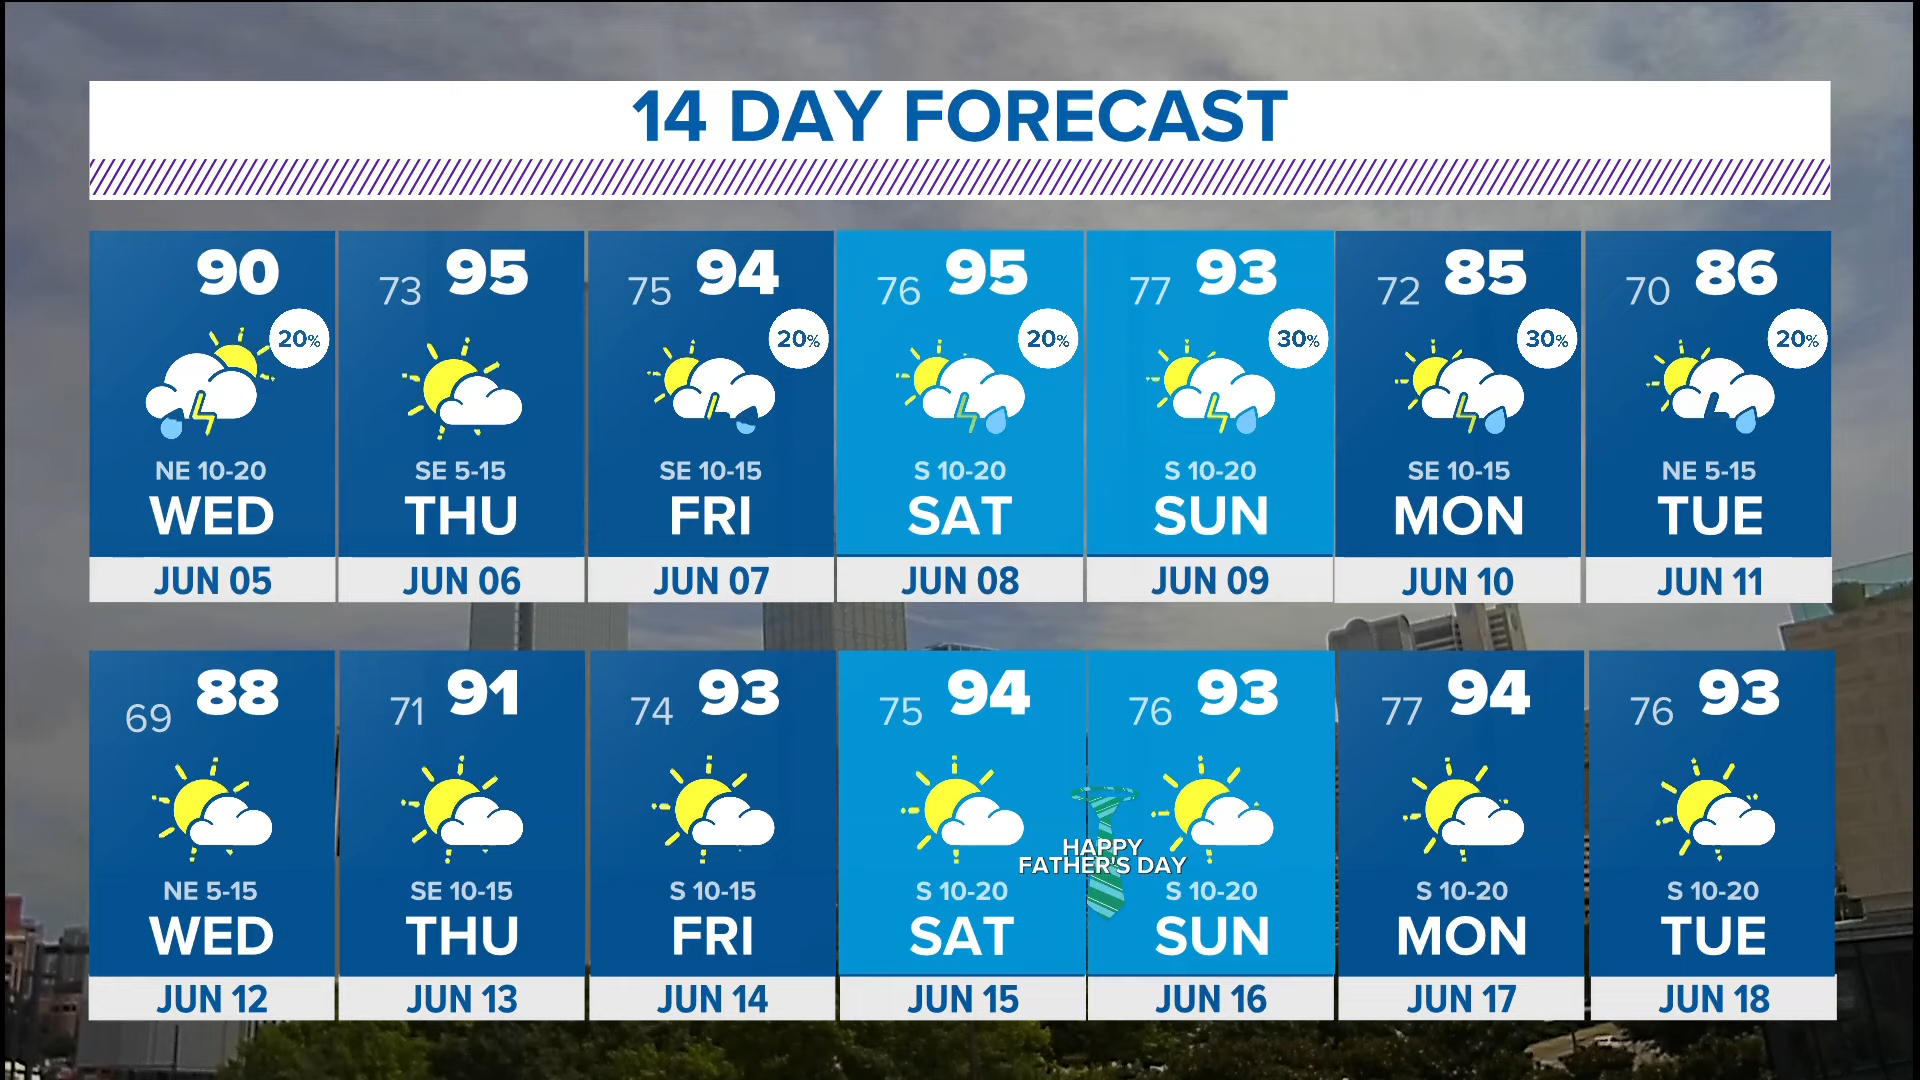 14 DAY FORECAST
90
20%
NE 10-20
WED
JUN 05
73 95
SE 5-15
THU
JUN 06
75 94
20%
SE 10-15
FRI
JUN 07
76 95
20%
S 10-20
SAT
JUN 08
77 93
30%
S 10-20
SUN
JUN 09
72 85
30%
SE 10-15
MON
JUN 10
70 86
20%
NE 5-15
TUE
JUN 11
69 88
NE 5-15
WED
JUN 12
71 91
SE 10-15
THU
JUN 13
74 93
S 10-15
FRI
JUN 14
75 94
S 10-20
SAT
JUN 15
HAPPY
FATHER'S DAY
76 93
S 10-20
SUN
JUN 16
77 94
S 10-20
MON
JUN 17
76 93
S 10-20
TUE
JUN 18